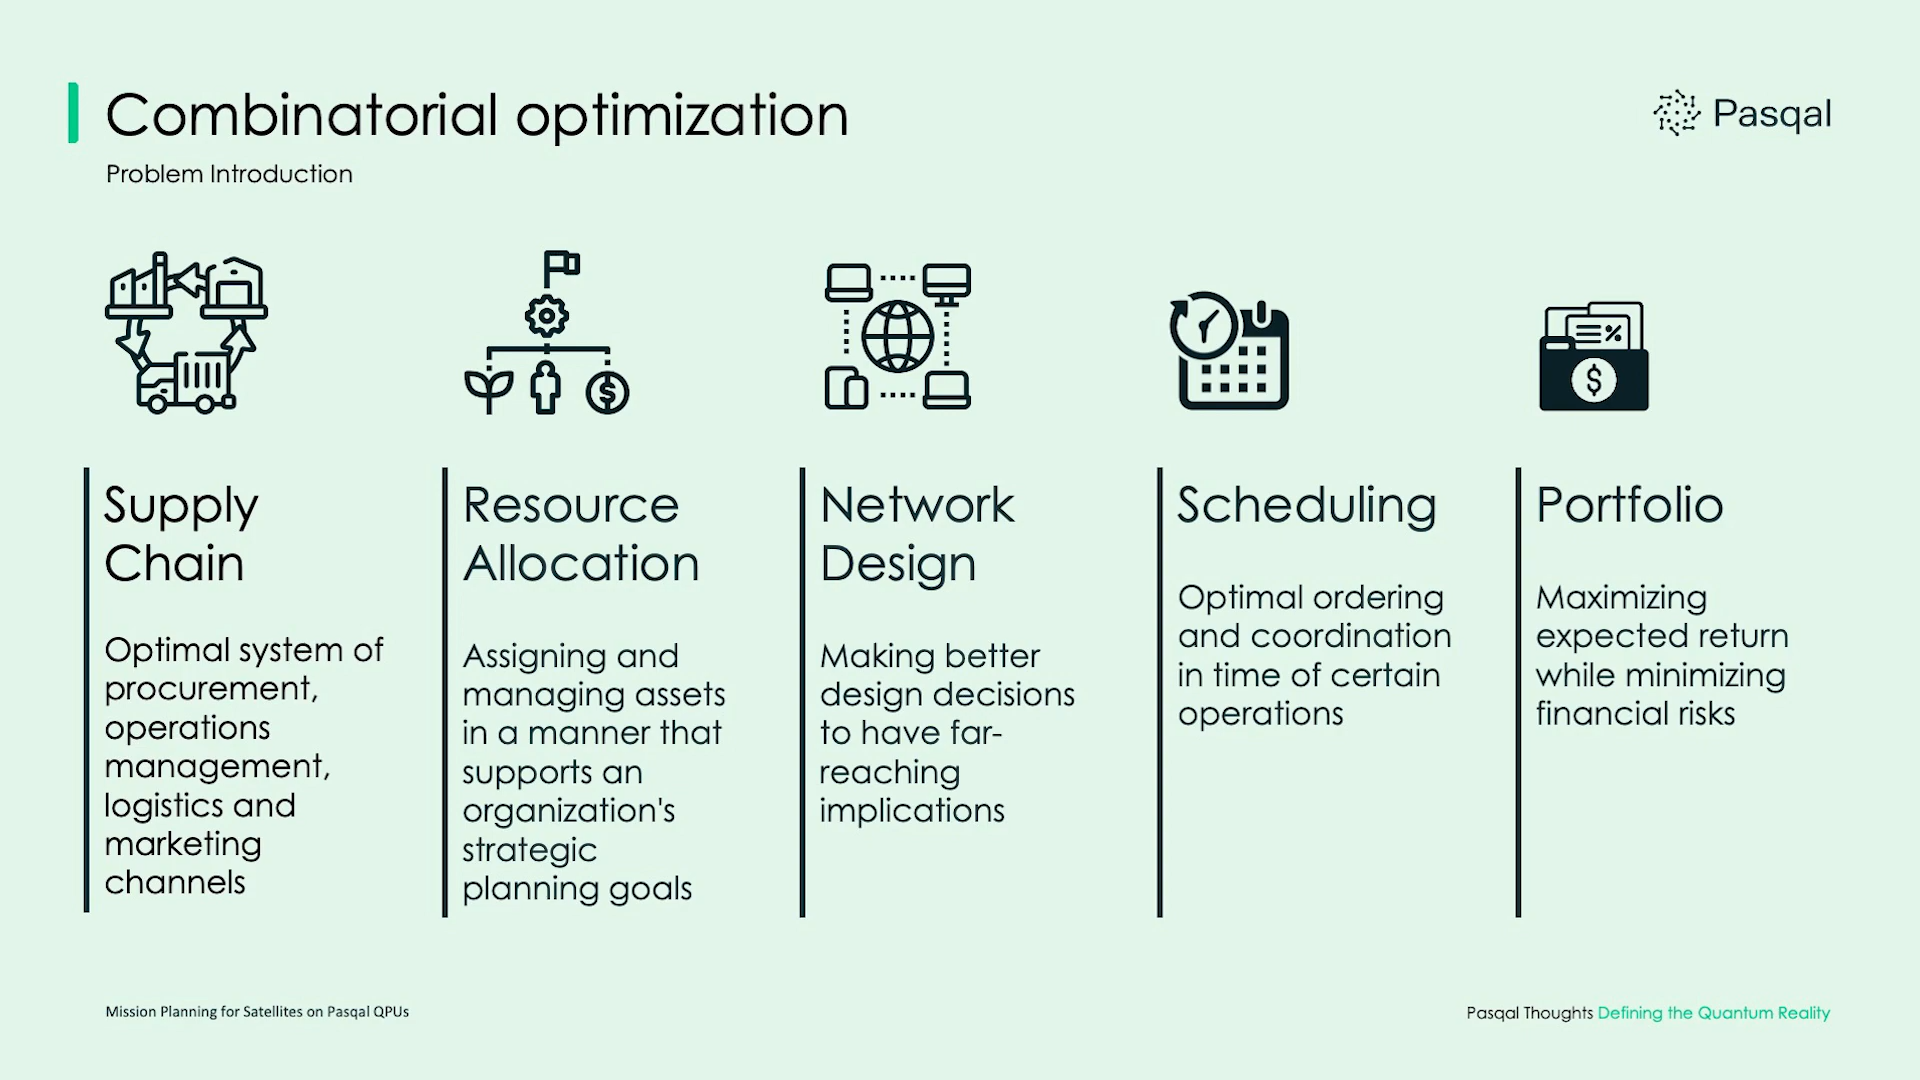 Combinatorial optimization
Pasqal
Problem Introduction
%
$
$
Supply
Chain
Optimal system of
procurement,
operations
management,
logistics and
marketing
channels
Resource
Allocation
Assigning and
managing assets
in a manner that
supports an
organization's
strategic
planning goals
Network
Design
Making better
design decisions
to have far-
reaching
implications
Scheduling
Optimal ordering
and coordination
in time of certain
operations
Portfolio
Maximizing
expected return
while minimizing
financial risks
Mission Planning for Satellites on Pasqal QPUs
Pasqal Thoughts Defining the Quantum Reality